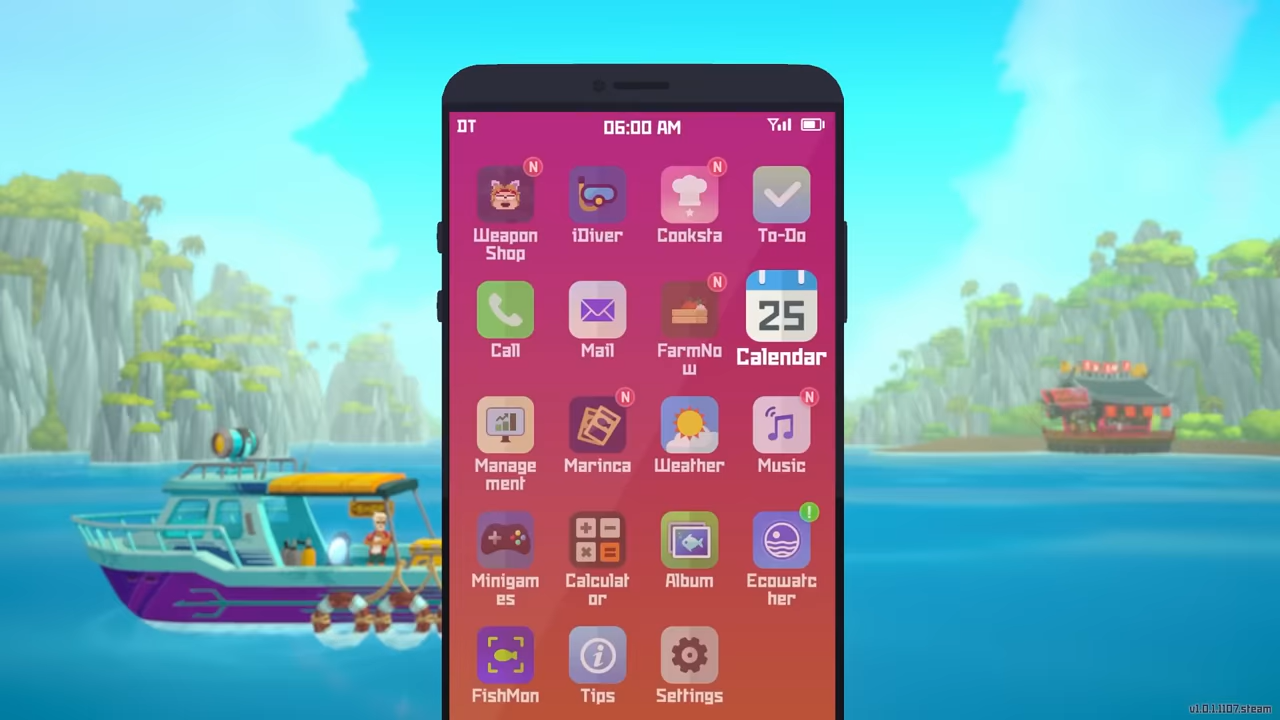 DT
06:00 AM
N
N
Weapon
Shop
iDiver
Cooksta
To-Do
N
25
Call
Mail
FarmNo
w
Calendar
N
N
Manage
ment
Marinca
Weather
Music
!
Minigam
es
Calculat
or
Album
Ecowatc
her
FishMon
Tips
Settings
v1.0.1.1107.steam